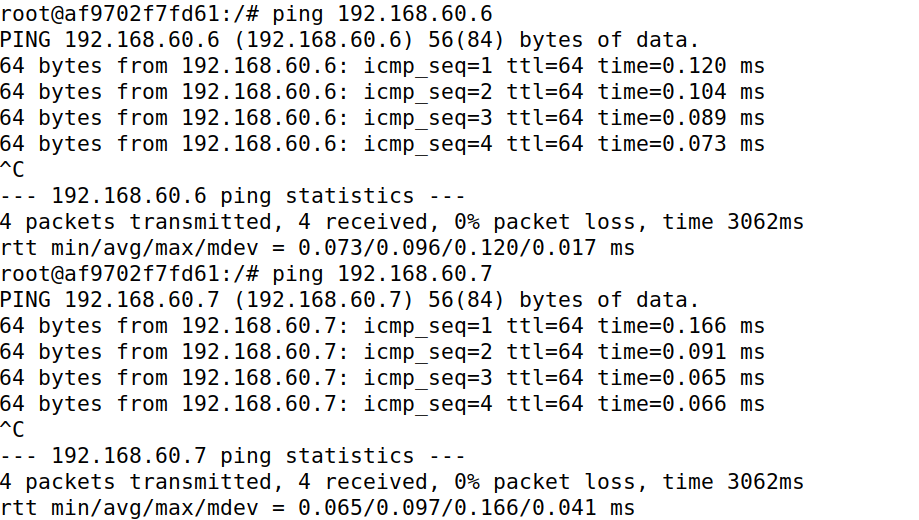 root@af9702f7fd61:/# ping 192.168.60.6
PING 192.168.60.6 (192.168.60.6) 56(84) bytes of data.
64 bytes from 192.168.60.6: icmp_seq=1 ttl=64 time=0.120 ms
64 bytes from 192.168.60.6: icmp_seq=2 ttl=64 time=0.104 ms
64 bytes from 192.168.60.6: icmp_seq=3 ttl=64 time=0.089 ms
64 bytes from 192.168.60.6: icmp_seq=4 ttl=64 time=0.073 ms
^C
--- 192.168.60.6 ping statistics ---
4 packets transmitted, 4 received, 0% packet loss, time 3062ms
rtt min/avg/max/mdev = 0.073/0.096/0.120/0.017 ms
root@af9702f7fd61:/# ping 192.168.60.7
PING 192.168.60.7 (192.168.60.7) 56(84) bytes of data.
64 bytes from 192.168.60.7: icmp_seq=1 ttl=64 time=0.166 ms
64 bytes from 192.168.60.7: icmp_seq=2 ttl=64 time=0.091 ms
64 bytes from 192.168.60.7: icmp_seq=3 ttl=64 time=0.065 ms
64 bytes from 192.168.60.7: icmp_seq=4 ttl=64 time=0.066 ms
^C
--- 192.168.60.7 ping statistics ---
4 packets transmitted, 4 received, 0% packet loss, time 3062ms
rtt min/avg/max/mdev = 0.065/0.097/0.166/0.041 ms